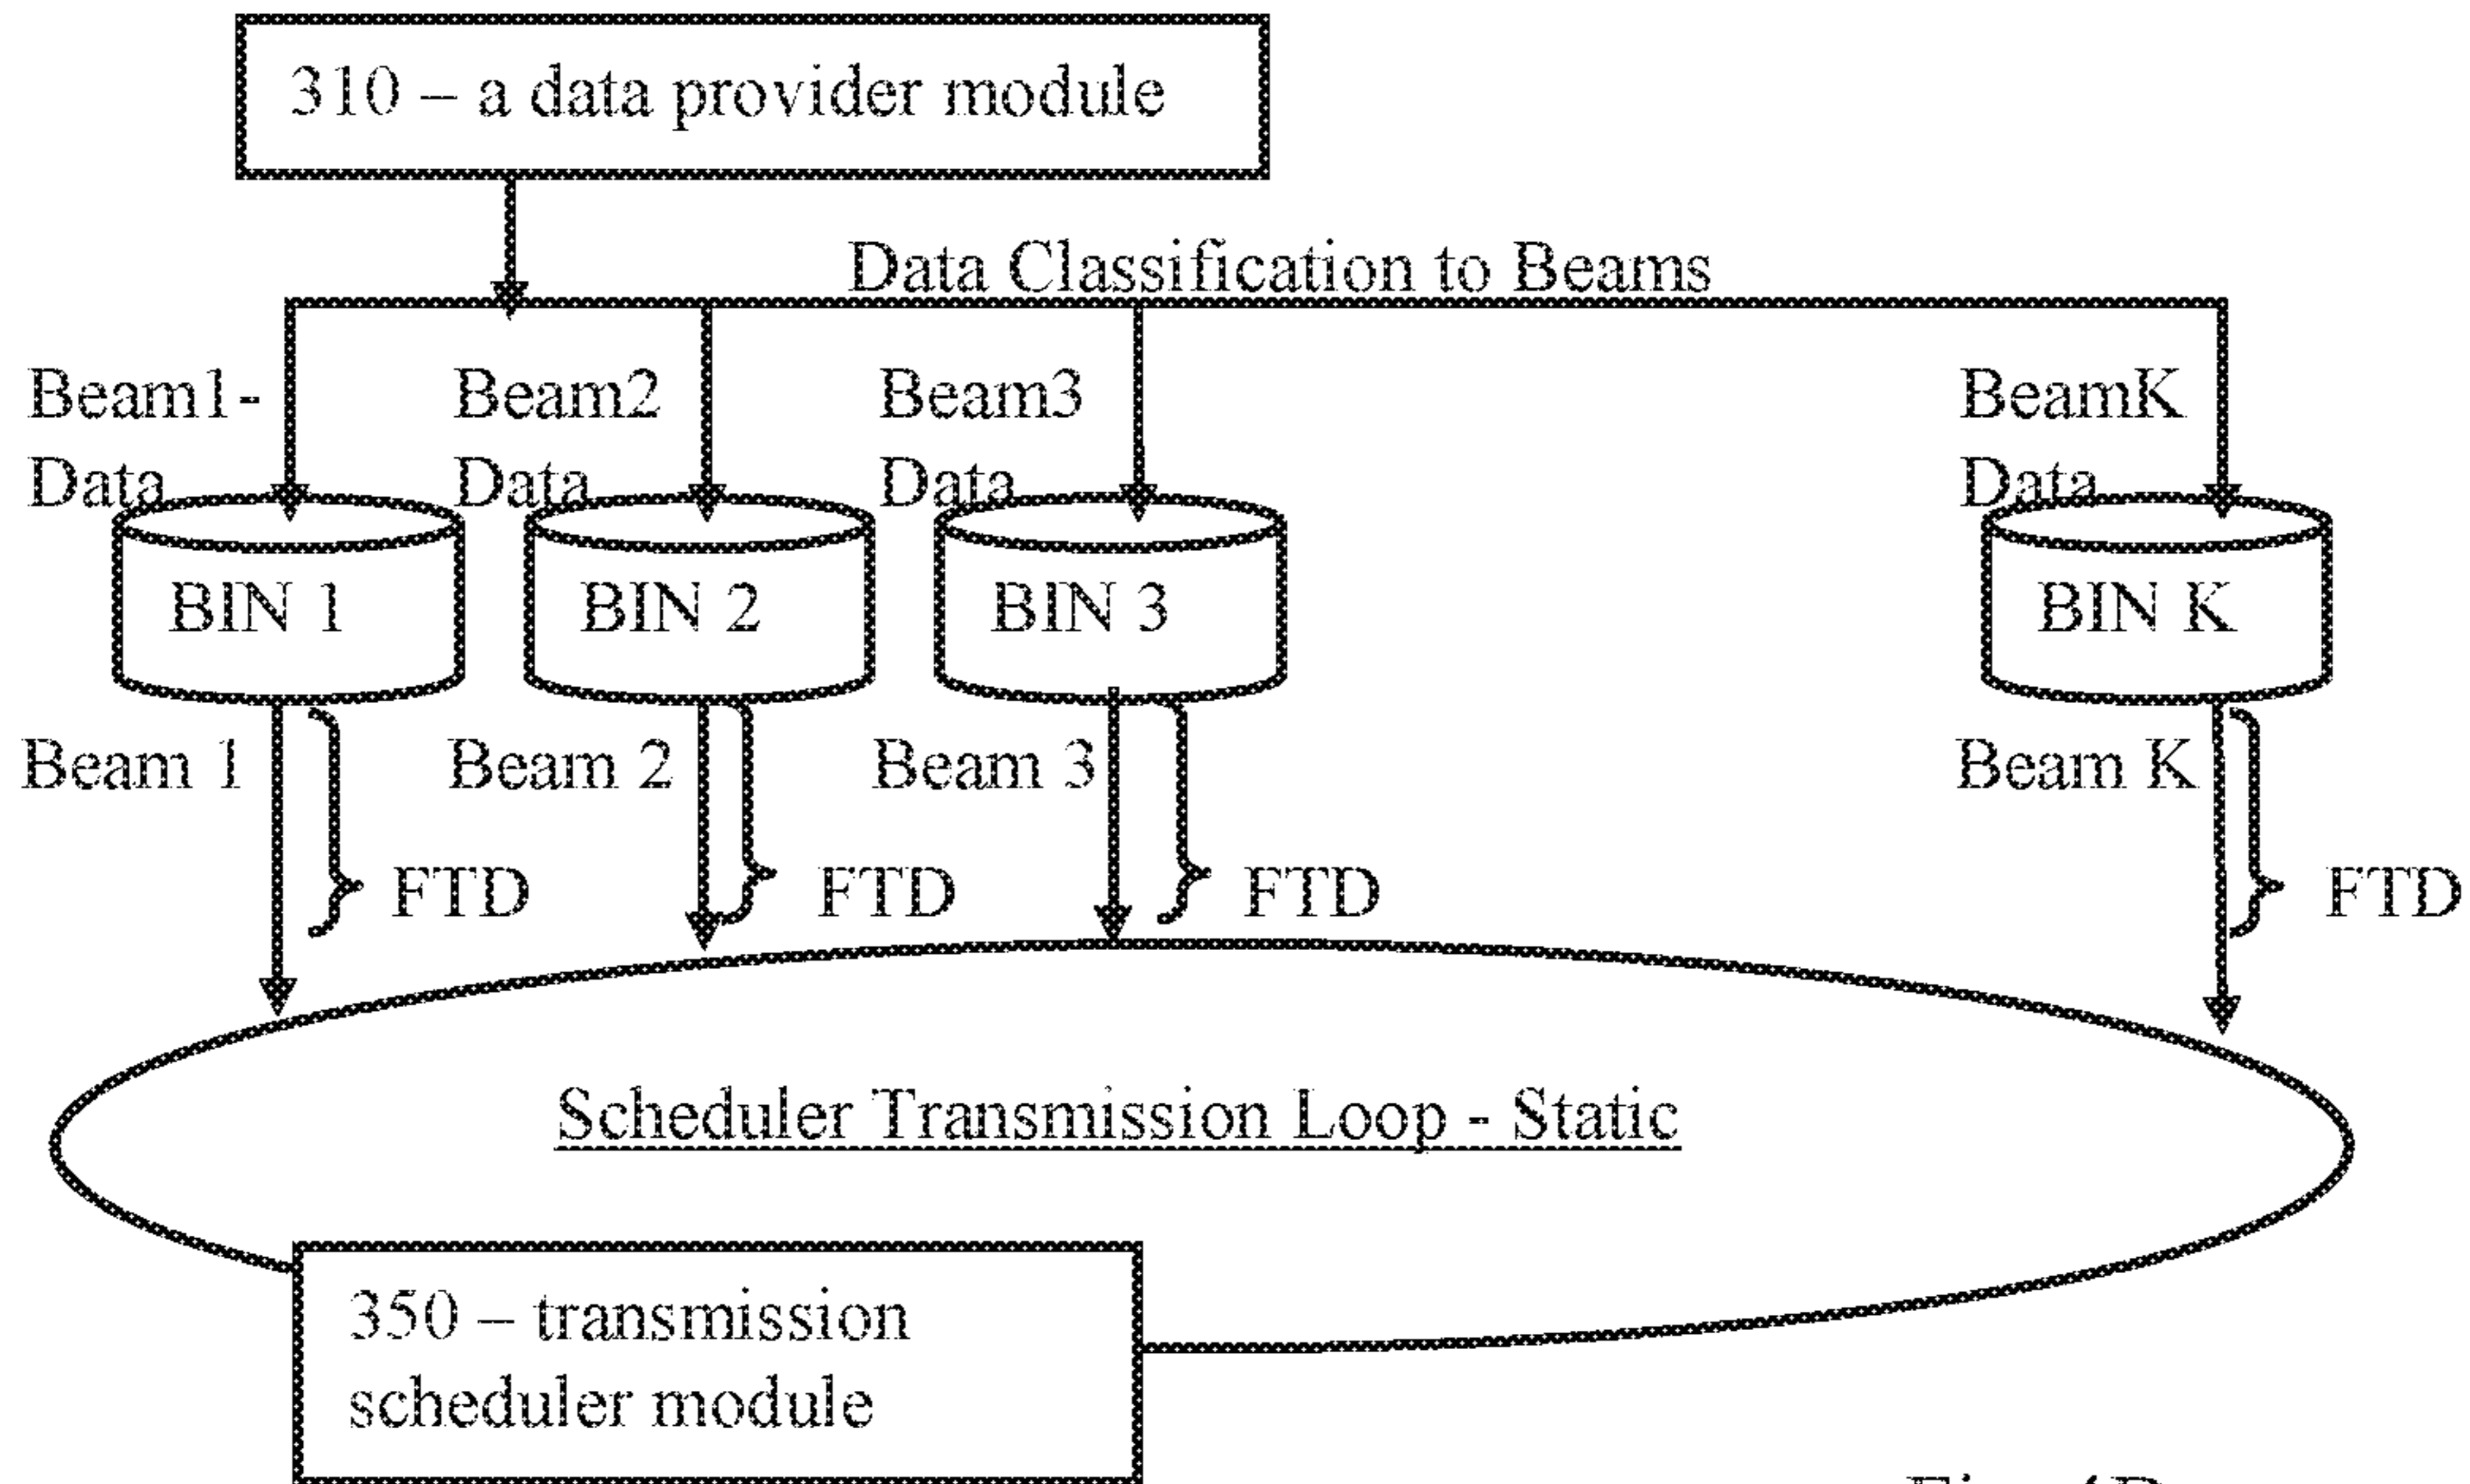 310 – a data provider module
Data Classification to Beams
Beam1-
Data
Beam2
Data
Beam3
Data
BeamK
Data
BIN 1
BIN 2
BIN 3
BIN K
Beam 1
Beam 2
Beam 3
Beam K
FTD
FTD
FTD
FTD
Scheduler Transmission Loop - Static
350 – transmission
scheduler module